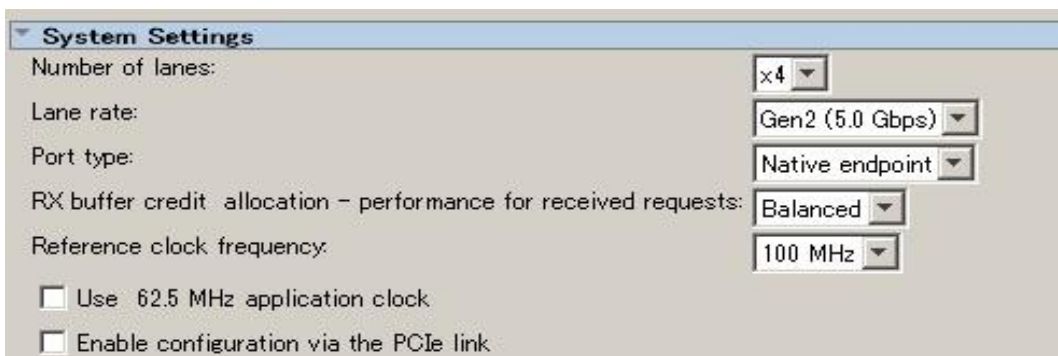 System Settings
Number of lanes: x4
Lane rate: Gen2 (5.0 Gbps)
Port type: Native endpoint
RX buffer credit allocation - performance for received requests: Balanced
Reference clock frequency: 100 MHz
Use 62.5 MHz application clock
Enable configuration via the PCIe link